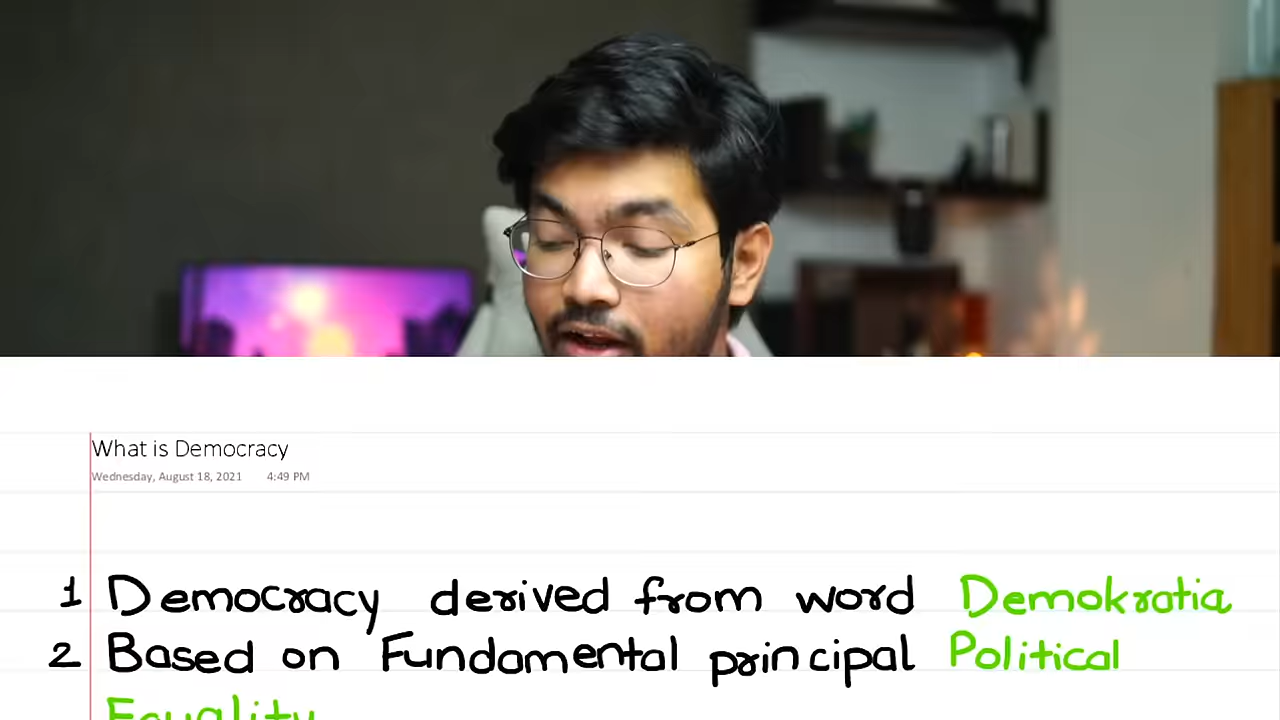 What is Democracy
Wednesday, August 18, 2021 4:49 PM
1 Democracy derived from word Demokratia
2 Based on Fundamental principal Political
Equality